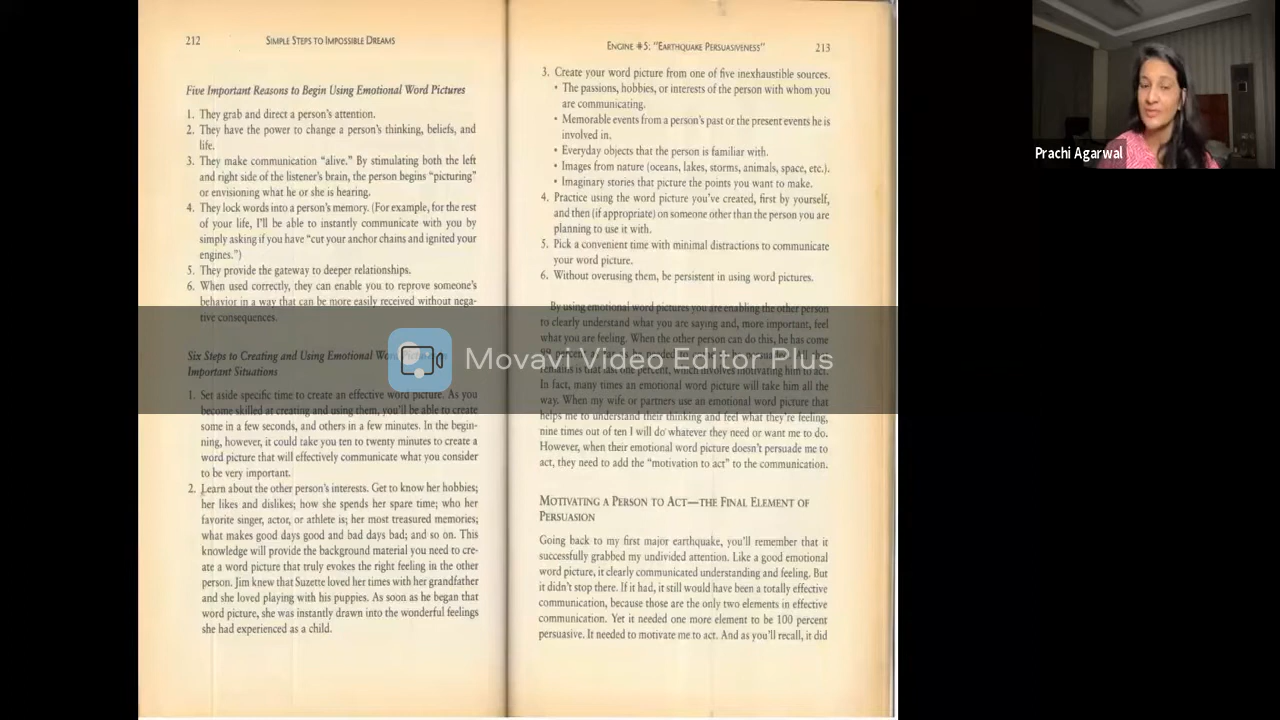 212
SIMPLE STEPS TO IMPOSSIBLE DREAMS
Five Important Reasons to Begin Using Emotional Word Pictures
1. They grab and direct a person's attention.
2. They have the power to change a person's thinking, beliefs, and
life.
3. They make communication "alive." By stimulating both the left
and right side of the listener's brain, the person begins "picturing"
or envisioning what he or she is hearing.
4. They lock words into a person's memory. (For example, for the rest
of your life, I'll be able to instantly communicate with you by
simply asking if you have "cut your anchor chains and ignited your
engines.")
5. They provide the gateway to deeper relationships.
6. When used correctly, they can enable you to reprove someone's
behavior in a way that can be more easily received without nega-
tive consequences.
Six Steps to Creating and Using Emotional
Important Situations
1. Set aside specific time to create an effective word picture. As you
become skilled at creating and using them, you'll be able to create
some in a few seconds, and others in a few minutes. In the begin-
ning, however, it could take you ten to twenty minutes to create a
word picture that will effectively communicate what you consider
to be very important.
2. Learn about the other person's interests. Get to know her hobbies;
her likes and dislikes; how she spends her spare time; who her
favorite singer, actor, or athlete is; her most treasured memories;
what makes good days good and bad days bad; and so on. This
knowledge will provide the background material you need to cre-
ate a word picture that truly evokes the right feeling in the other
person. Jim knew that Suzette loved her times with her grandfather
and she loved playing with his puppies. As soon as he began that
word picture, she was instantly drawn into the wonderful feelings
she had experienced as a child.
ENGINE #5: "EARTHQUAKE PERSUASIVENESS"
213
3. Create your word picture from one of five inexhaustible sources.
• The passions, hobbies, or interests of the person with whom you
are communicating.
• Memorable events from a person's past or the present events he is
involved in.
• Everyday objects that the person is familiar with.
• Images from nature (oceans, lakes, storms, animals, space, etc.).
• Imaginary stories that picture the points you want to make.
4. Practice using the word picture you've created, first by yourself,
and then (if appropriate) on someone other than the person you are
planning to use it with.
5. Pick a convenient time with minimal distractions to communicate
your word picture.
6. Without overusing them, be persistent in using word pictures.
By using emotional word pictures you are enabling the other person
to clearly understand what you are saying and, more important, feel
what you are feeling. When the other person can do this, he has come
remains is that last one percent, which involves motivating him to act.
In fact, many times an emotional word picture will take him all the
way. When my wife or partners use an emotional word picture that
helps me to understand their thinking and feel what they're feeling,
nine times out of ten I will do whatever they need or want me to do.
However, when their emotional word picture doesn't persuade me to
act, they need to add the "motivation to act" to the communication.
MOTIVATING A PERSON TO ACT—THE FINAL ELEMENT OF
PERSUASION
Going back to my first major earthquake, you'll remember that it
successfully grabbed my undivided attention. Like a good emotional
word picture, it clearly communicated understanding and feeling. But
it didn't stop there. If it had, it still would have been a totally effective
communication, because those are the only two elements in effective
communication. Yet it needed one more element to be 100 percent
persuasive. It needed to motivate me to act. And as you'll recall, it did
Movavi Video Editor Plus
Prachi Agarwal